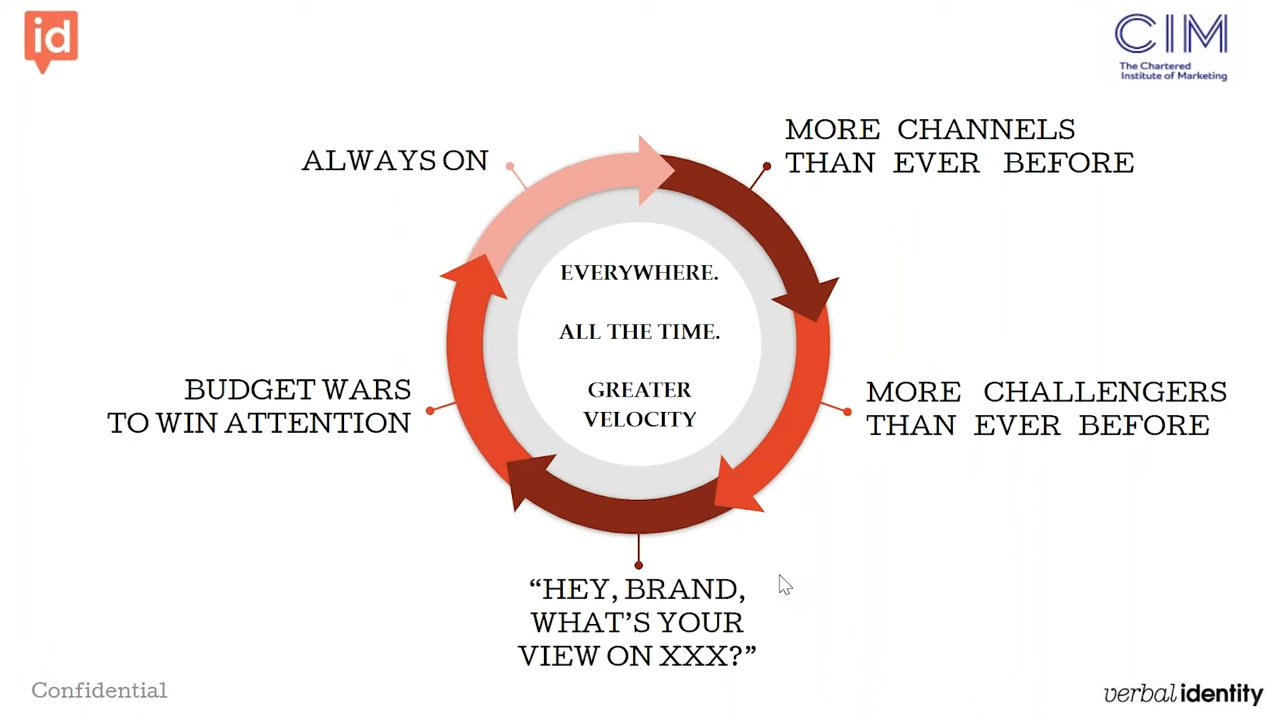 id
CIM
The Chartered
Institute of Marketing
ALWAYS ON
MORE CHANNELS
THAN EVER BEFORE
EVERYWHERE.
ALL THE TIME.
GREATER
VELOCITY
BUDGET WARS
TO WIN ATTENTION
MORE CHALLENGERS
THAN EVER BEFORE
“HEY, BRAND,
WHAT’S YOUR
VIEW ON XXX?”
Confidential
verbalidentity